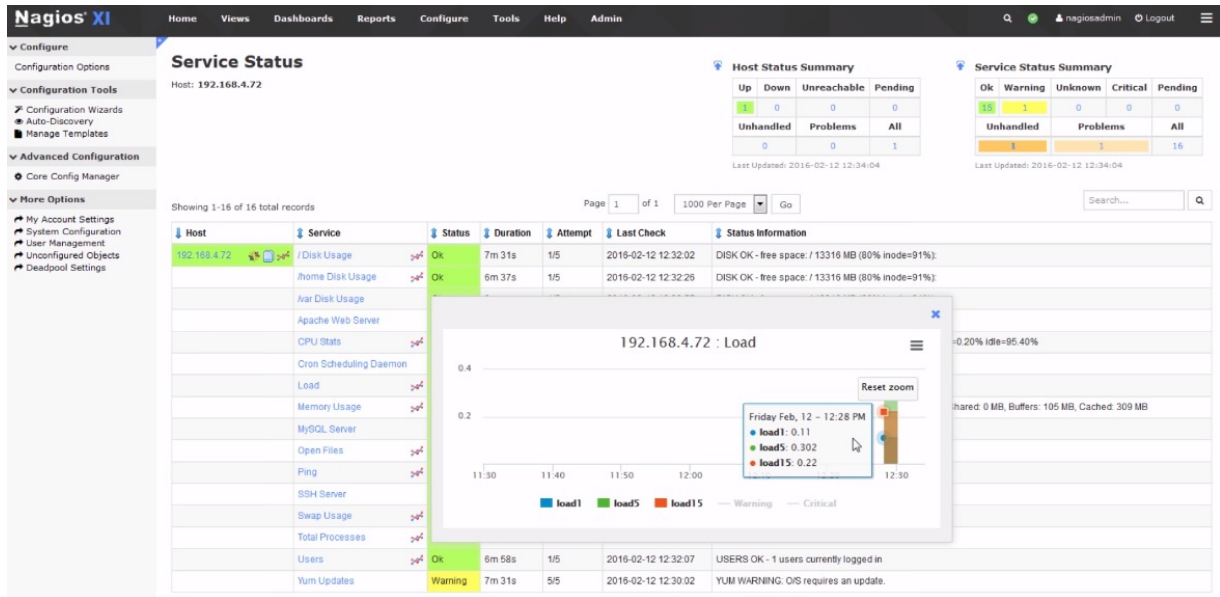 Nagios XI
Home Views Dashboards Reports Configure Tools Help Admin
nagiosadmin Logout
Configure
Configuration Options
Configuration Tools
Configuration Wizards
Auto-Discovery
Manage Templates
Advanced Configuration
Core Config Manager
More Options
My Account Settings
System Configuration
User Management
Unconfigured Objects
Deadpool Settings
Service Status
Host: 192.168.4.72
Host Status Summary
Up Down Unreachable Pending
1 0 0 0
Unhandled Problems All
0 0 1
Last Updated: 2016-02-12 12:34:04
Service Status Summary
Ok Warning Unknown Critical Pending
15 1 0 0 0
Unhandled Problems All
1 1 16
Last Updated: 2016-02-12 12:34:04
Showing 1-16 of 16 total records
Page 1 of 1 1000 Per Page Go
Search...
Host Service Status Duration Attempt Last Check Status Information
192.168.4.72 / Disk Usage Ok 7m 31s 1/5 2016-02-12 12:32:02 DISK OK - free space: / 13316 MB (80% inode=91%):
/home Disk Usage Ok 6m 37s 1/5 2016-02-12 12:32:26 DISK OK - free space: / 13316 MB (80% inode=91%):
/var Disk Usage
Apache Web Server
CPU Stats =0.20% idle=95.40%
Cron Scheduling Daemon
Load
Memory Usage hared: 0 MB, Buffers: 105 MB, Cached: 309 MB
MySQL Server
Open Files
Ping
SSH Server
Swap Usage
Total Processes
Users Ok 6m 58s 1/5 2016-02-12 12:32:07 USERS OK - 1 users currently logged in
Yum Updates Warning 7m 31s 5/5 2016-02-12 12:30:02 YUM WARNING: O/S requires an update.
192.168.4.72 : Load
0.4
Reset zoom
0.2
Friday Feb, 12 - 12:28 PM
load1: 0.11
load5: 0.302
load15: 0.22
11:30 11:40 11:50 12:00 12:30
load1 load5 load15 Warning Critical